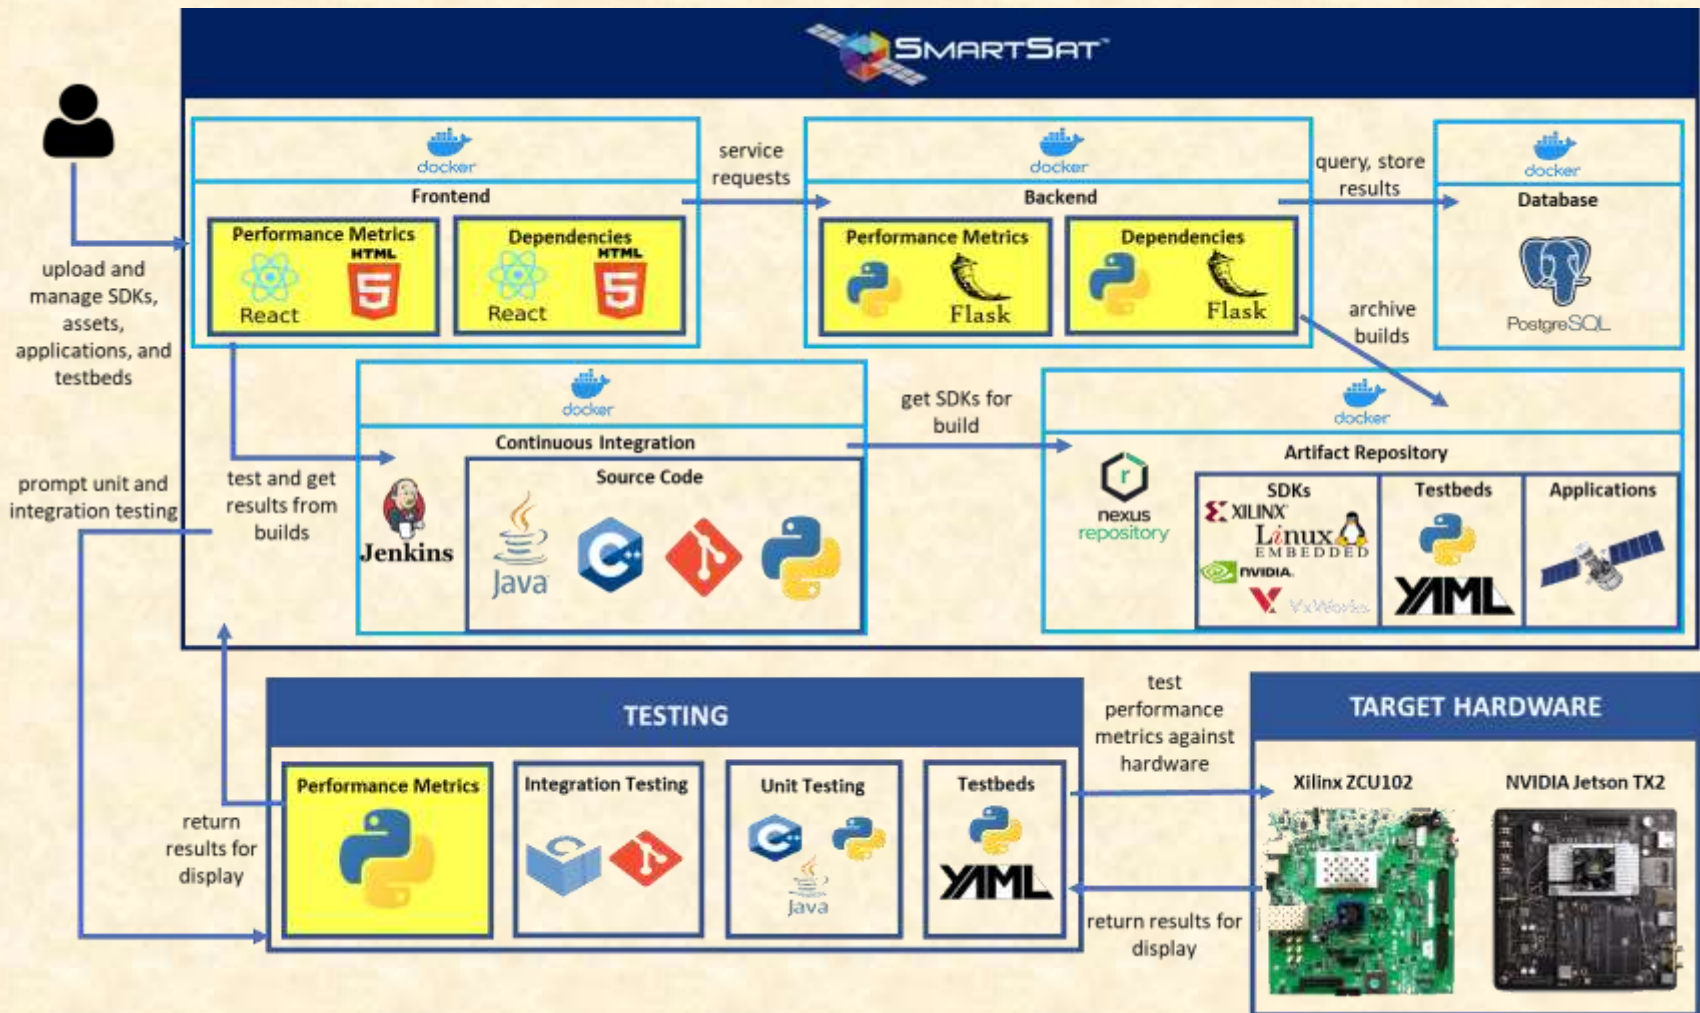 SMARTSAT™
docker
Frontend
Performance Metrics
React
HTML
5
Dependencies
React
HTML
5
service
requests
docker
Backend
Performance Metrics
Flask
Dependencies
Flask
query, store
results
docker
Database
PostgreSQL
upload and
manage SDKs,
assets,
applications, and
testbeds
archive
builds
docker
Continuous Integration
Source Code
Jenkins
Java
C++
get SDKs for
build
docker
Artifact Repository
r
nexus
repository
SDKs
XILINX
Linux
EMBEDDED
NVIDIA.
VxWorks
Testbeds
YAML
Applications
test and get
results from
builds
prompt unit and
integration testing
TESTING
Performance Metrics
Integration Testing
C
Unit Testing
C++
Java
Testbeds
YAML
return
results for
display
test
performance
metrics against
hardware
return results for
display
TARGET HARDWARE
Xilinx ZCU102
NVIDIA Jetson TX2